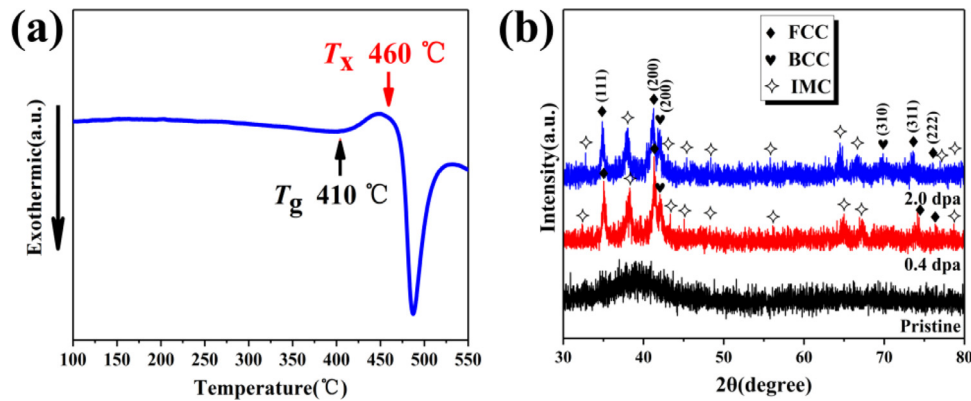 (a)
Tx 460 ℃
Tg 410 ℃
Exothermic(a.u.)
100 150 200 250 300 350 400 450 500 550
Temperature(℃)
(b)
FCC
BCC
IMC
(111)
(200)
(200)
(310)
(311)
(222)
2.0 dpa
0.4 dpa
Pristine
Intensity(a.u.)
30 40 50 60 70 80
2θ(degree)